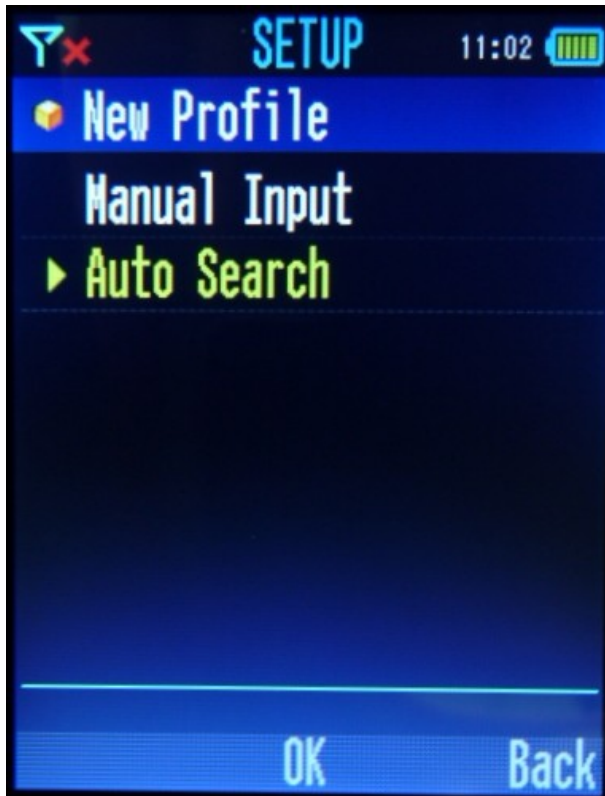 SETUP 11:02
New Profile
Manual Input
Auto Search
OK Back